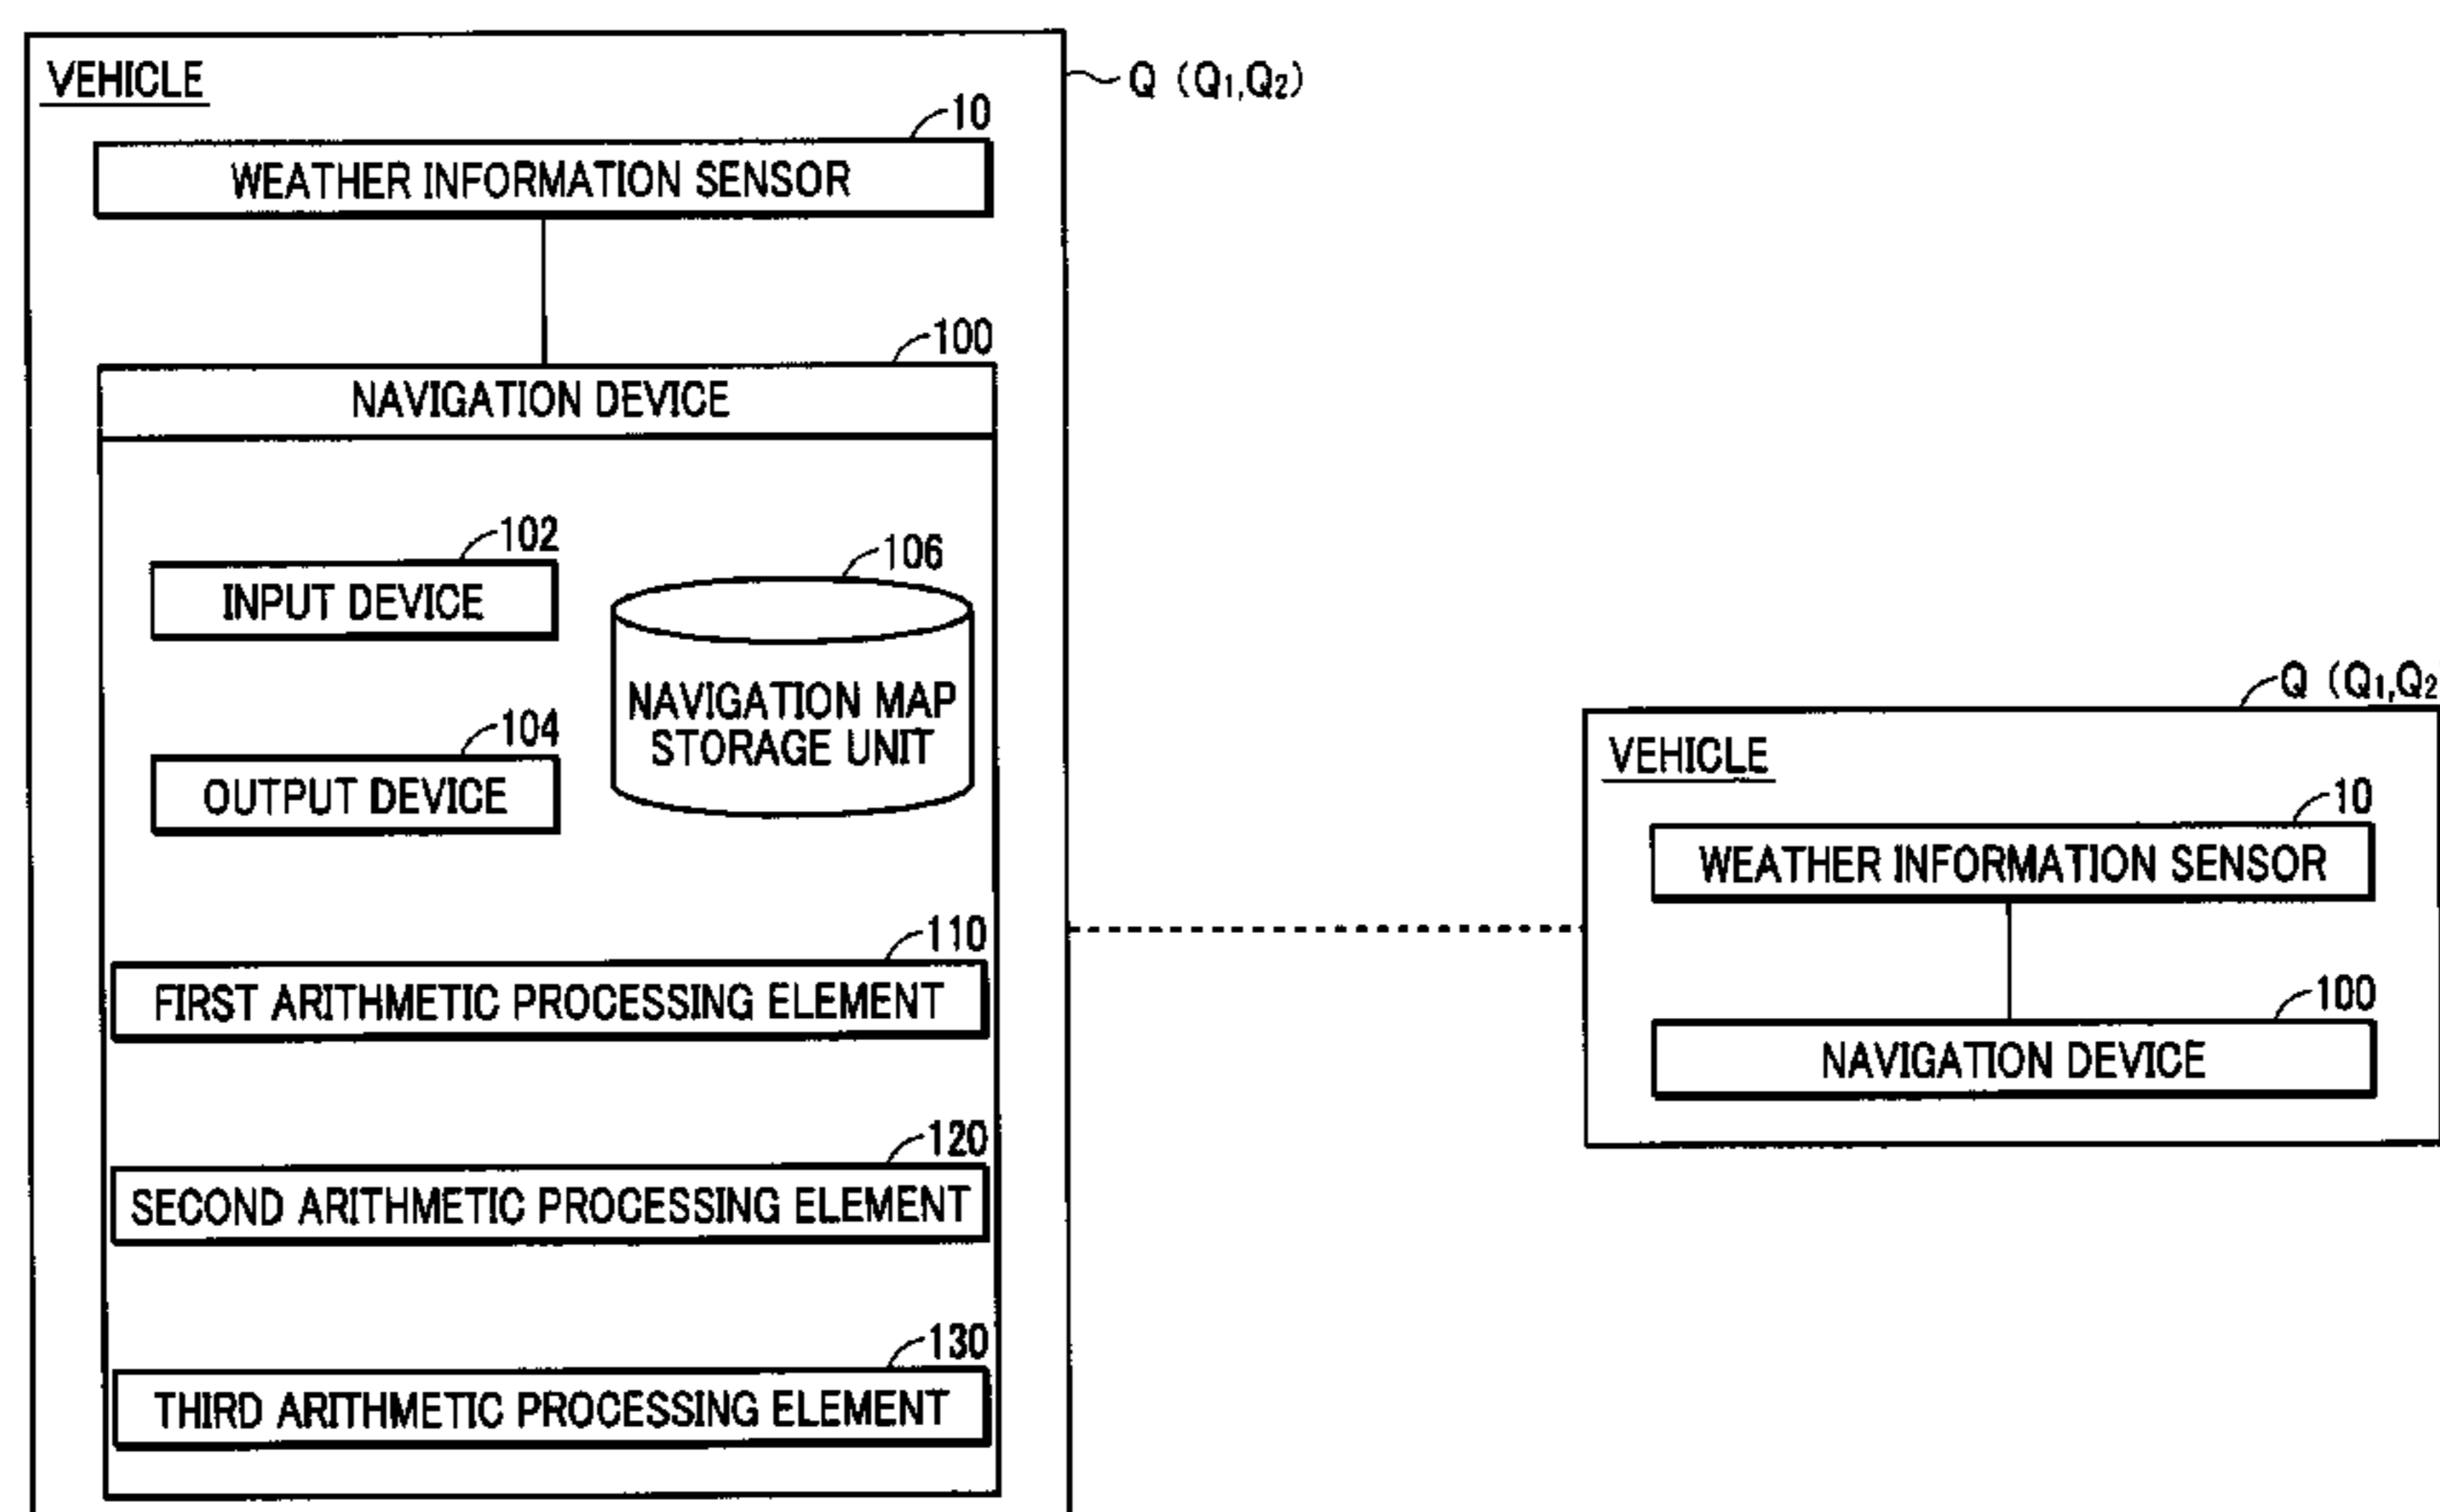 VEHICLE
Q (Q1,Q2)
10
WEATHER INFORMATION SENSOR
100
NAVIGATION DEVICE
102
INPUT DEVICE
106
NAVIGATION MAP
STORAGE UNIT
104
OUTPUT DEVICE
110
FIRST ARITHMETIC PROCESSING ELEMENT
120
SECOND ARITHMETIC PROCESSING ELEMENT
130
THIRD ARITHMETIC PROCESSING ELEMENT
Q (Q1,Q2
VEHICLE
10
WEATHER INFORMATION SENSOR
100
NAVIGATION DEVICE